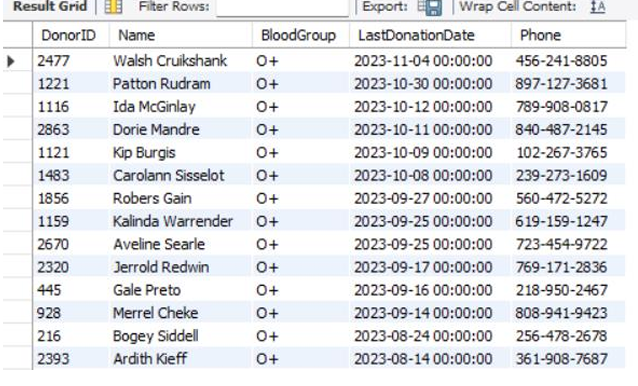 Result Grid Filter Rows: Export: Wrap Cell Content: IA
DonorID Name BloodGroup LastDonationDate Phone
2477 Walsh Cruikshank O+ 2023-11-04 00:00:00 456-241-8805
1221 Patton Rudram O+ 2023-10-30 00:00:00 897-127-3681
1116 Ida McGinlay O+ 2023-10-12 00:00:00 789-908-0817
2863 Dorie Mandre O+ 2023-10-11 00:00:00 840-487-2145
1121 Kip Burgis O+ 2023-10-09 00:00:00 102-267-3765
1483 Carolann Sisselot O+ 2023-10-08 00:00:00 239-273-1609
1856 Robers Gain O+ 2023-09-27 00:00:00 560-472-5272
1159 Kalinda Warrender O+ 2023-09-25 00:00:00 619-159-1247
2670 Aveline Searle O+ 2023-09-25 00:00:00 723-454-9722
2320 Jerrold Redwin O+ 2023-09-17 00:00:00 769-171-2836
445 Gale Preto O+ 2023-09-16 00:00:00 218-950-2467
928 Merrel Cheke O+ 2023-09-14 00:00:00 808-941-9423
216 Bogey Siddell O+ 2023-08-24 00:00:00 256-478-2678
2393 Ardith Kieff O+ 2023-08-14 00:00:00 361-908-7687